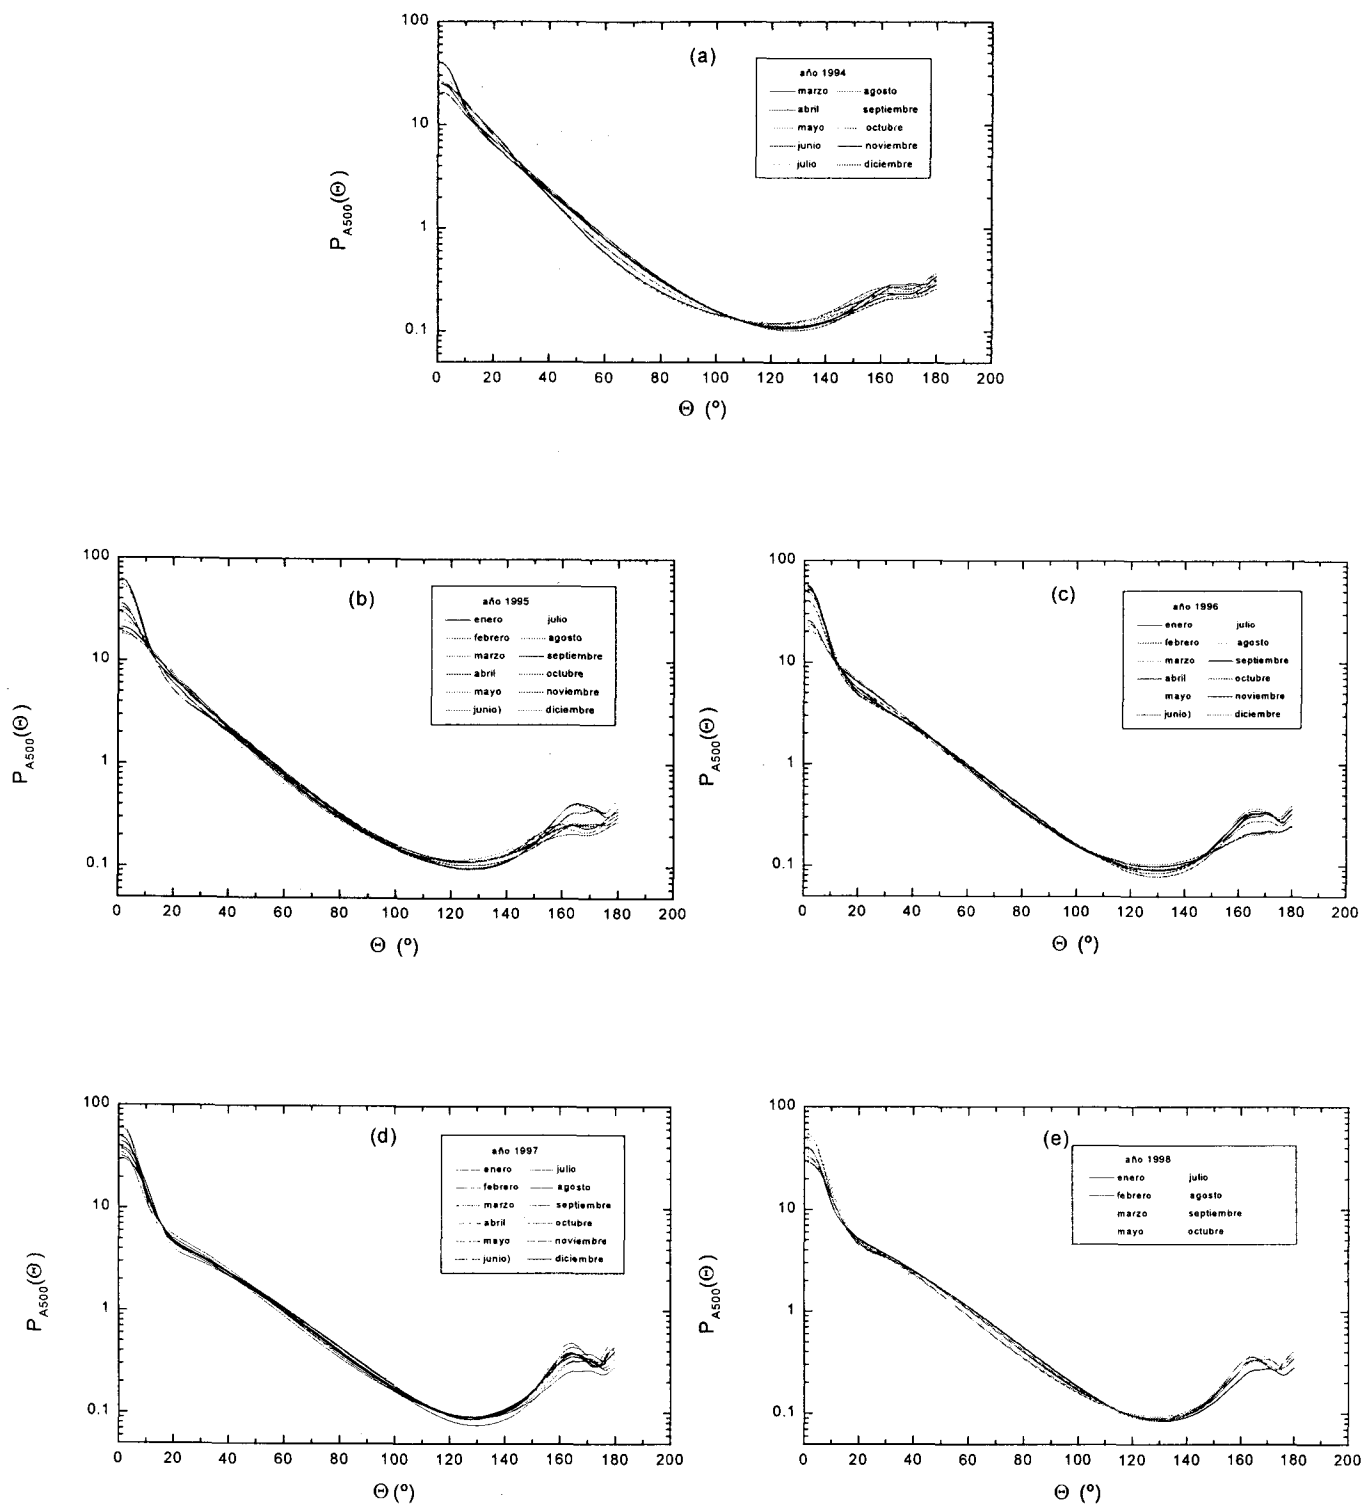 (a)
año 1994
marzo agosto
abril septiembre
mayo octubre
junio noviembre
julio diciembre
100
10
1
0.1
P_A500(Θ)
0 20 40 60 80 100 120 140 160 180 200
Θ (º)
(b)
año 1995
enero julio
febrero agosto
marzo septiembre
abril octubre
mayo noviembre
junio) diciembre
100
10
1
0.1
P_A500(Θ)
0 20 40 60 80 100 120 140 160 180 200
Θ (º)
(c)
año 1996
enero julio
febrero agosto
marzo septiembre
abril octubre
mayo noviembre
junio) diciembre
100
10
1
0.1
P_A500(Θ)
0 20 40 60 80 100 120 140 160 180 200
Θ (º)
(d)
año 1997
enero julio
febrero agosto
marzo septiembre
abril octubre
mayo noviembre
junio) diciembre
100
10
1
0.1
P_A500(Θ)
0 20 40 60 80 100 120 140 160 180 200
Θ (º)
(e)
año 1998
enero julio
febrero agosto
marzo septiembre
mayo octubre
100
10
1
0.1
P_A500(Θ)
0 20 40 60 80 100 120 140 160 180 200
Θ (º)